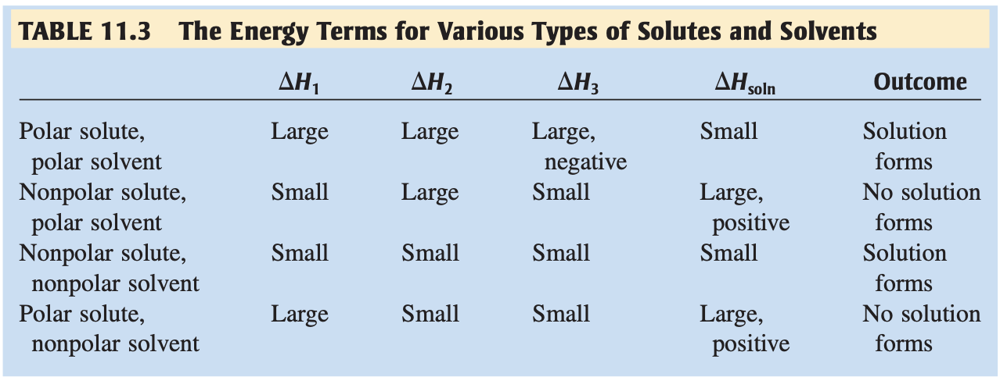 TABLE 11.3 The Energy Terms for Various Types of Solutes and Solvents
ΔH₁ ΔH₂ ΔH₃ ΔHsoln Outcome
Polar solute, Large Large Large, Small Solution
polar solvent negative forms
Nonpolar solute, Small Large Small Large, No solution
polar solvent positive forms
Nonpolar solute, Small Small Small Small Solution
nonpolar solvent forms
Polar solute, Large Small Small Large, No solution
nonpolar solvent positive forms